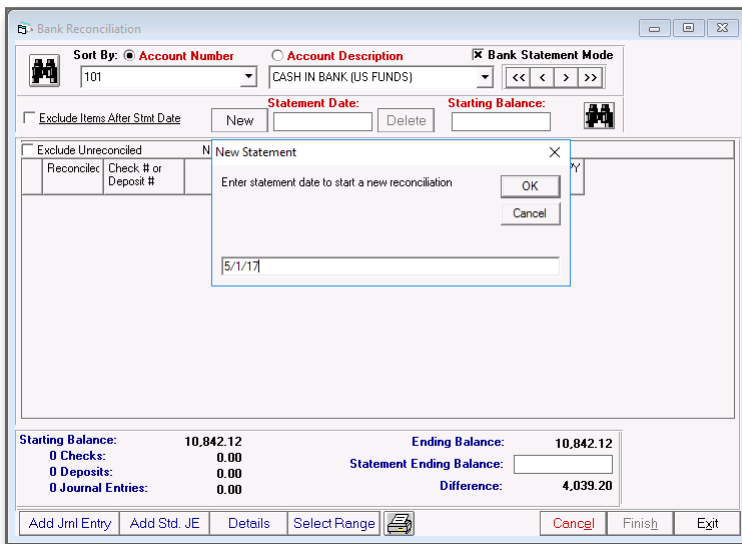 Bank Reconciliation
Sort By: Account Number Account Description Bank Statement Mode
101 CASH IN BANK (US FUNDS) << < > >>
Exclude Items After Stmt Date New Statement Date: Delete Starting Balance:
Exclude Unreconciled N
Reconciled Check # or Deposit # Y
New Statement
Enter statement date to start a new reconciliation OK
Cancel
5/1/17
Starting Balance: 10,842.12 Ending Balance: 10,842.12
0 Checks: 0.00 Statement Ending Balance:
0 Deposits: 0.00 Difference: 4,039.20
0 Journal Entries: 0.00
Add Jrnl Entry Add Std. JE Details Select Range Cancel Finish Exit